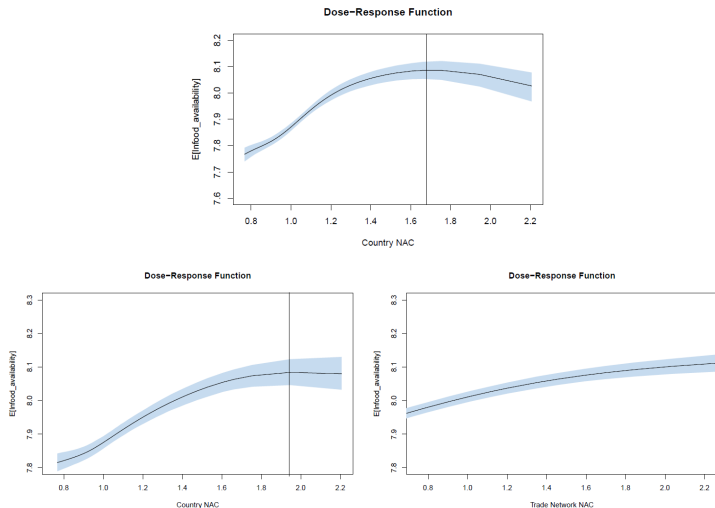 Dose−Response Function
E[lnfood_availability]
8.2
8.1
8.0
7.9
7.8
7.7
7.6
0.8 1.0 1.2 1.4 1.6 1.8 2.0 2.2
Country NAC
Dose−Response Function
E[lnfood_availability]
8.3
8.2
8.1
8.0
7.9
7.8
0.8 1.0 1.2 1.4 1.6 1.8 2.0 2.2
Country NAC
Dose−Response Function
E[lnfood_availability]
8.3
8.2
8.1
8.0
7.9
7.8
0.8 1.0 1.2 1.4 1.6 1.8 2.0 2.2
Trade Network NAC